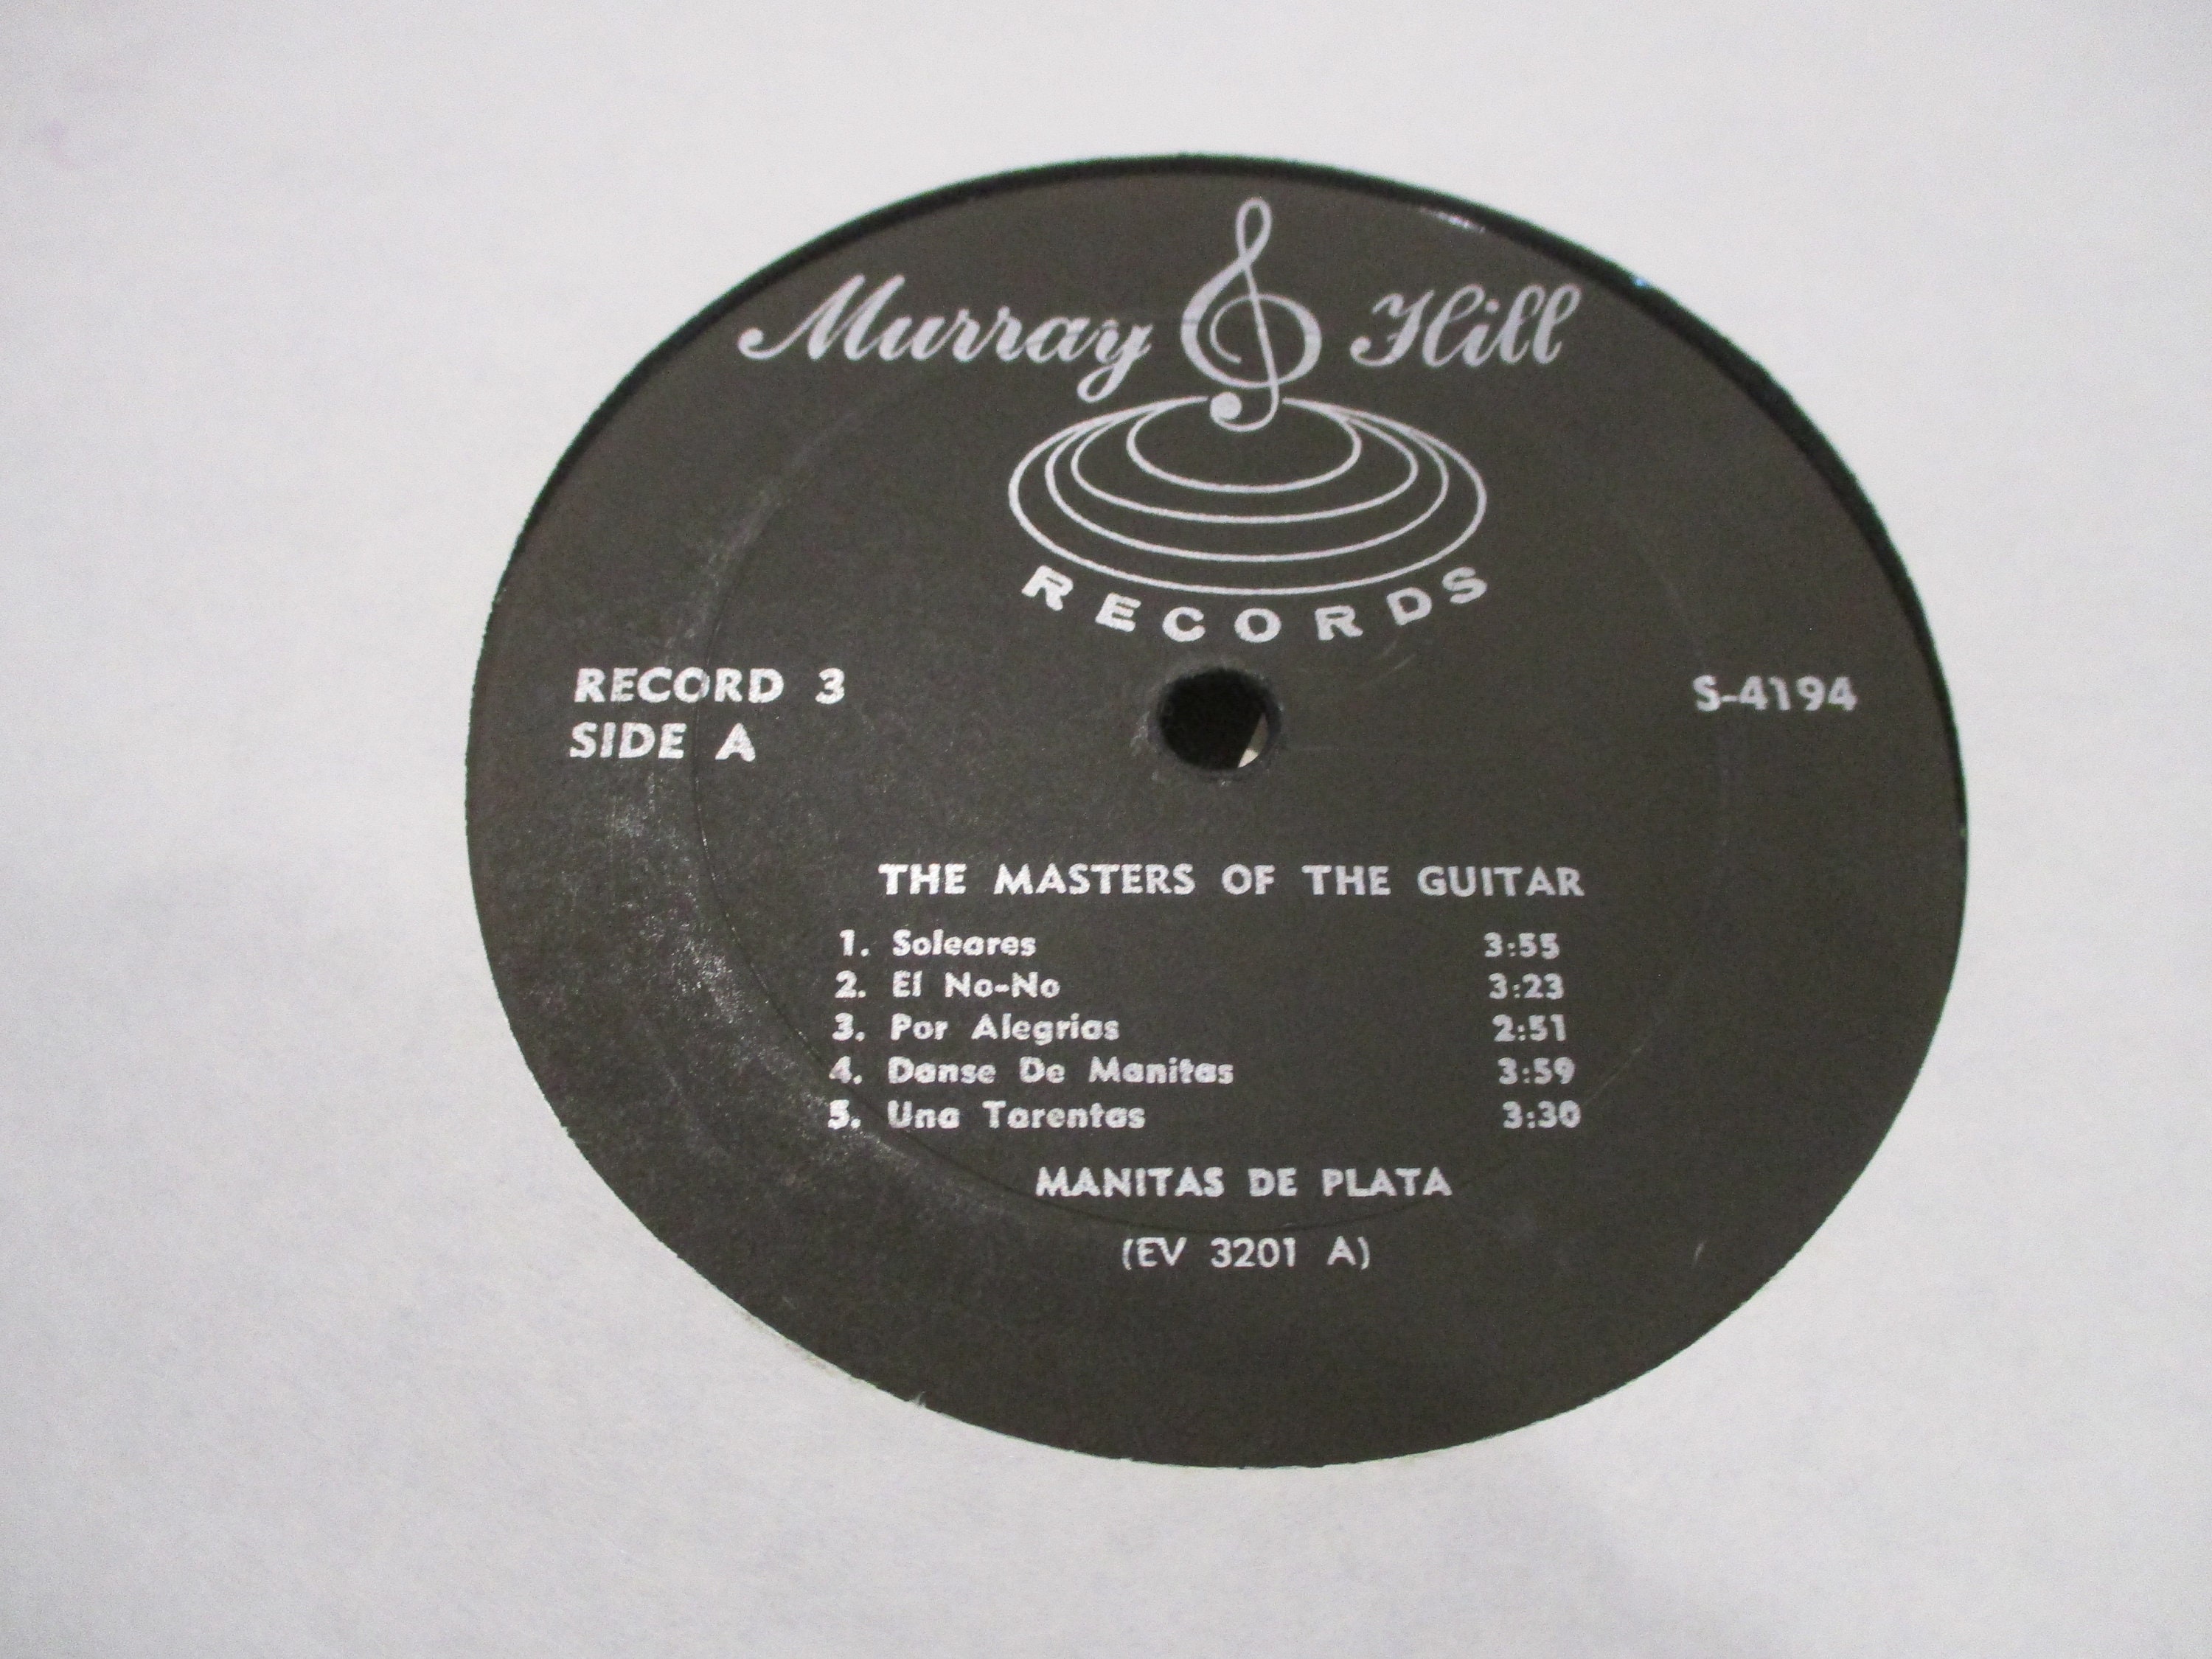 Murray Hill
RECORDS
RECORD 3
SIDE A
S-4194
THE MASTERS OF THE GUITAR
1. Soleares 3:55
2. El No-No 3:23
3. Por Alegrias 2:51
4. Danse De Manitas 3:59
5. Una Tarentas 3:30
MANITAS DE PLATA
(EV 3201 A)